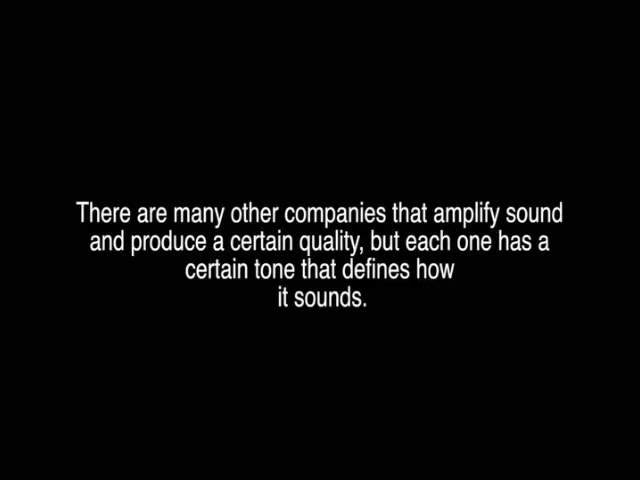 There are many other companies that amplify sound
and produce a certain quality, but each one has a
certain tone that defines how
it sounds.